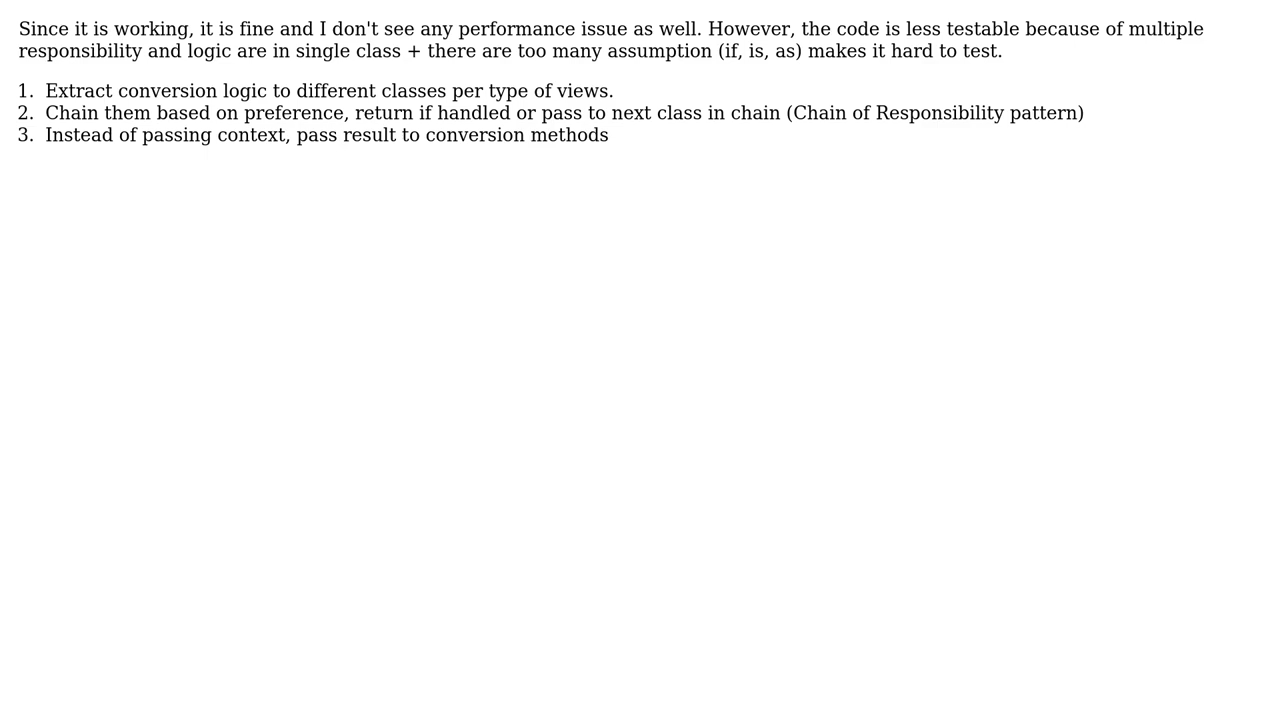 Since it is working, it is fine and I don't see any performance issue as well. However, the code is less testable because of multiple
responsibility and logic are in single class + there are too many assumption (if, is, as) makes it hard to test.
1. Extract conversion logic to different classes per type of views.
2. Chain them based on preference, return if handled or pass to next class in chain (Chain of Responsibility pattern)
3. Instead of passing context, pass result to conversion methods